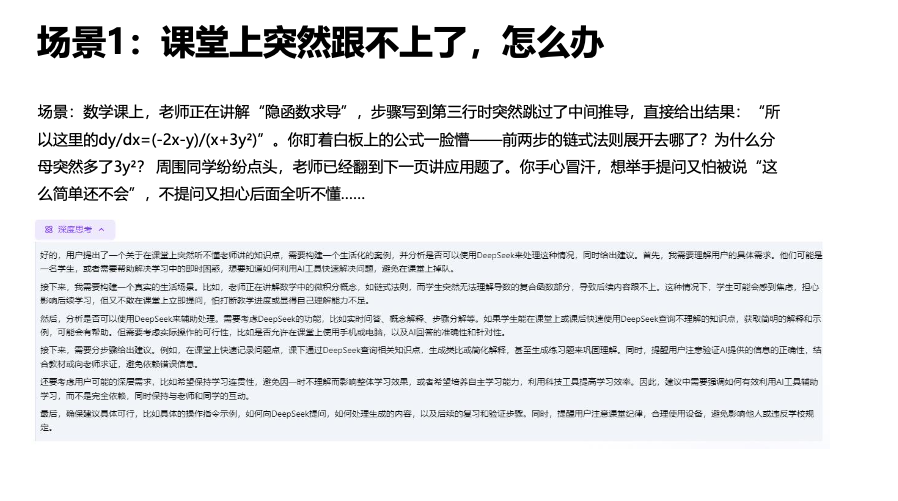 场景1：课堂上突然跟不上了，怎么办
场景：数学课上，老师正在讲解“隐函数求导”，步骤写到第三行时突然跳过了中间推导，直接给出结果：“所
以这里的dy/dx=(-2x-y)/(x+3y²)”。你盯着白板上的公式一脸懵——前两步的链式法则展开去哪了？为什么分
母突然多了3y²？ 周围同学纷纷点头，老师已经翻到下一页讲应用题了。你手心冒汗，想举手提问又怕被说“这
么简单还不会”，不提问又担心后面全听不懂......
深度思考
好的，用户提出了一个关于在课堂上突然听不懂老师讲的知识点，需要构建一个生活化的案例，并分析是否可以使用DeepSeek来处理这种情况，同时给出建议。首先，我需要理解用户的具体需求。他们可能是
一名学生，或者需要帮助解决学习中的即时困惑，想要知道如何利用AI工具快速解决问题，避免在课堂上掉队。
接下来，我需要构建一个真实的生活场景。比如，老师正在讲解数学中的微积分概念，如链式法则，而学生突然无法理解导数的复合函数部分，导致后续内容跟不上。这种情况下，学生可能会感到焦虑，担心
影响后续学习，但又不敢在课堂上立即提问，怕打断教学进度或显得自己理解能力不足。
然后，分析是否可以使用DeepSeek来辅助处理。需要考虑DeepSeek的功能，比如实时问答、概念解释、步骤分解等。如果学生能在课堂上或课后快速使用DeepSeek查询不理解的知识点，获取简明的解释和示
例，可能会有帮助。但需要考虑实际操作的可行性，比如是否允许在课堂上使用手机或电脑，以及AI回答的准确性和针对性。
接下来，需要分步骤给出建议。例如，在课堂上快速记录问题点，课下通过DeepSeek查询相关知识点，生成类比或简化解释，甚至生成练习题来巩固理解。同时，提醒用户注意验证AI提供的信息的正确性，结
合教材或向老师求证，避免依赖错误信息。
还要考虑用户可能的深层需求，比如希望保持学习连贯性，避免因一时不理解而影响整体学习效果，或者希望培养自主学习能力，利用科技工具提高学习效率。因此，建议中需要强调如何有效利用AI工具辅助
学习，而不是完全依赖，同时保持与老师和同学的互动。
最后，确保建议具体可行，比如具体的操作指令示例，如何向DeepSeek提问，如何处理生成的内容，以及后续的复习和验证步骤。同时，提醒用户注意课堂纪律，合理使用设备，避免影响他人或违反学校规
定。